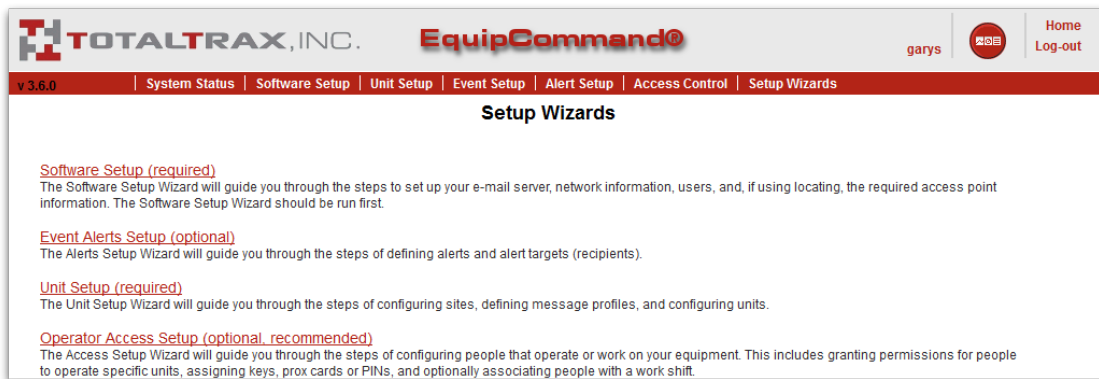 TOTALTRAX, INC.
EquipCommand®
garys
Home
Log-out
v 3.6.0
System Status | Software Setup | Unit Setup | Event Setup | Alert Setup | Access Control | Setup Wizards
Setup Wizards
Software Setup (required)
The Software Setup Wizard will guide you through the steps to set up your e-mail server, network information, users, and, if using locating, the required access point
information. The Software Setup Wizard should be run first.
Event Alerts Setup (optional)
The Alerts Setup Wizard will guide you through the steps of defining alerts and alert targets (recipients).
Unit Setup (required)
The Unit Setup Wizard will guide you through the steps of configuring sites, defining message profiles, and configuring units.
Operator Access Setup (optional, recommended)
The Access Setup Wizard will guide you through the steps of configuring people that operate or work on your equipment. This includes granting permissions for people
to operate specific units, assigning keys, prox cards or PINs, and optionally associating people with a work shift.